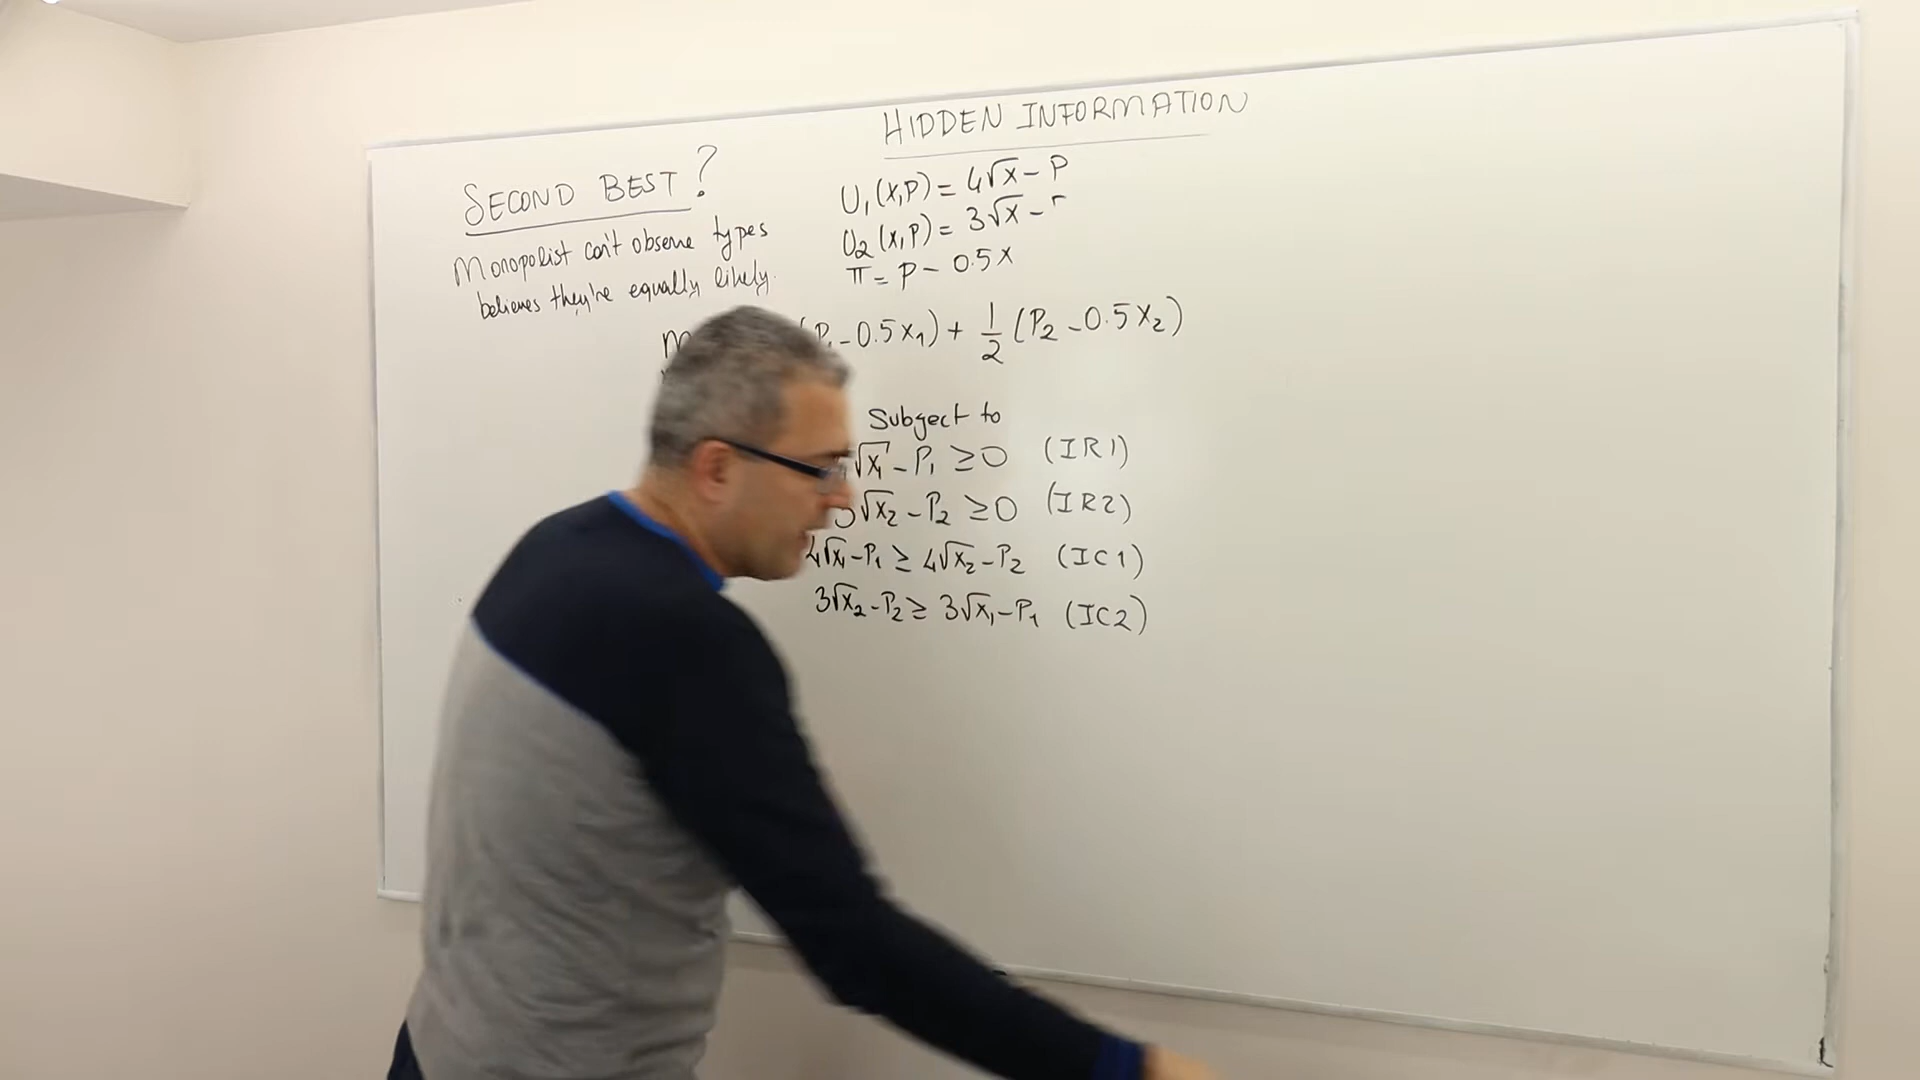 HIDDEN INFORMATION
SECOND BEST?
Monopolist can't observe types
believes they're equally likely.
U₁(x,p) = 4√x - P
U₂(x,p) = 3√x -
π = P - 0.5x
- 0.5x₁) + 1/2 (P₂ - 0.5x₂)
Subject to
√x₁ - P₁ ≥ 0 (IR1)
3√x₂ - P₂ ≥ 0 (IR2)
4√x₁ - P₁ ≥ 4√x₂ - P₂ (IC1)
3√x₂ - P₂ ≥ 3√x₁ - P₁ (IC2)